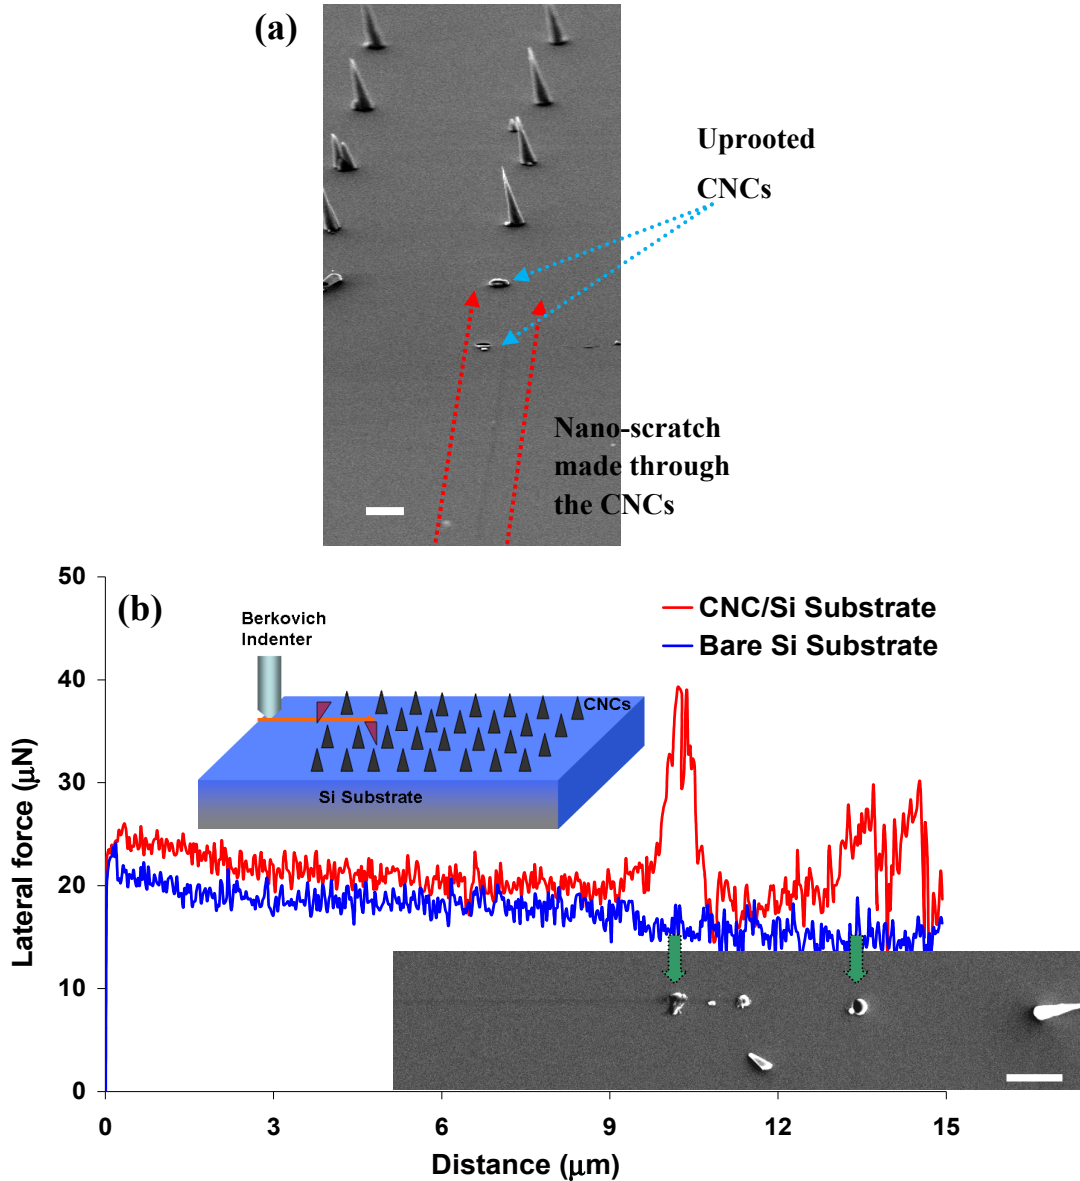 (a)
Uprooted
CNCs
Nano-scratch
made through
the CNCs
(b)
50
40
30
20
10
0
Lateral force (μN)
CNC/Si Substrate
Bare Si Substrate
Berkovich
Indenter
CNCs
Si Substrate
0
3
6
9
12
15
Distance (μm)